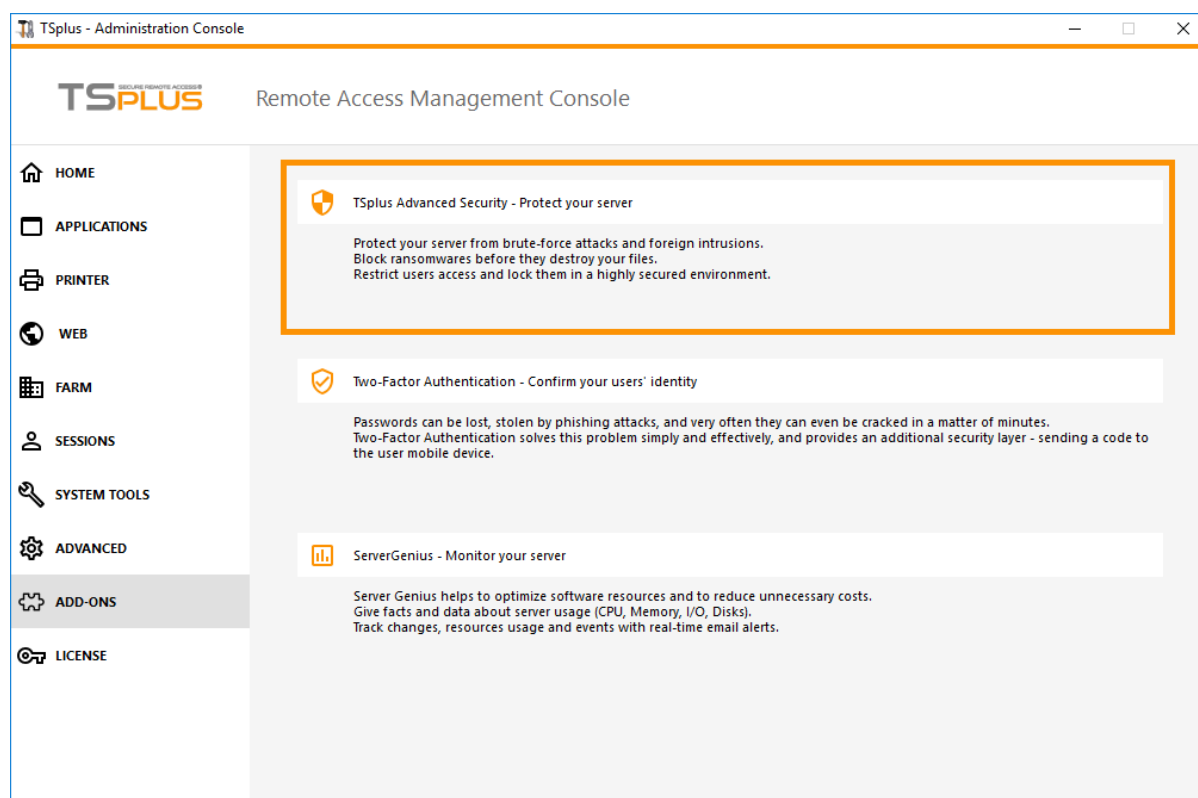 TSplus - Administration Console
SECURE REMOTE ACCESS®
TSPLUS
Remote Access Management Console
HOME
APPLICATIONS
PRINTER
WEB
FARM
SESSIONS
SYSTEM TOOLS
ADVANCED
ADD-ONS
LICENSE
TSplus Advanced Security - Protect your server
Protect your server from brute-force attacks and foreign intrusions.
Block ransomwares before they destroy your files.
Restrict users access and lock them in a highly secured environment.
Two-Factor Authentication - Confirm your users' identity
Passwords can be lost, stolen by phishing attacks, and very often they can even be cracked in a matter of minutes.
Two-Factor Authentication solves this problem simply and effectively, and provides an additional security layer - sending a code to
the user mobile device.
ServerGenius - Monitor your server
Server Genius helps to optimize software resources and to reduce unnecessary costs.
Give facts and data about server usage (CPU, Memory, I/O, Disks).
Track changes, resources usage and events with real-time email alerts.